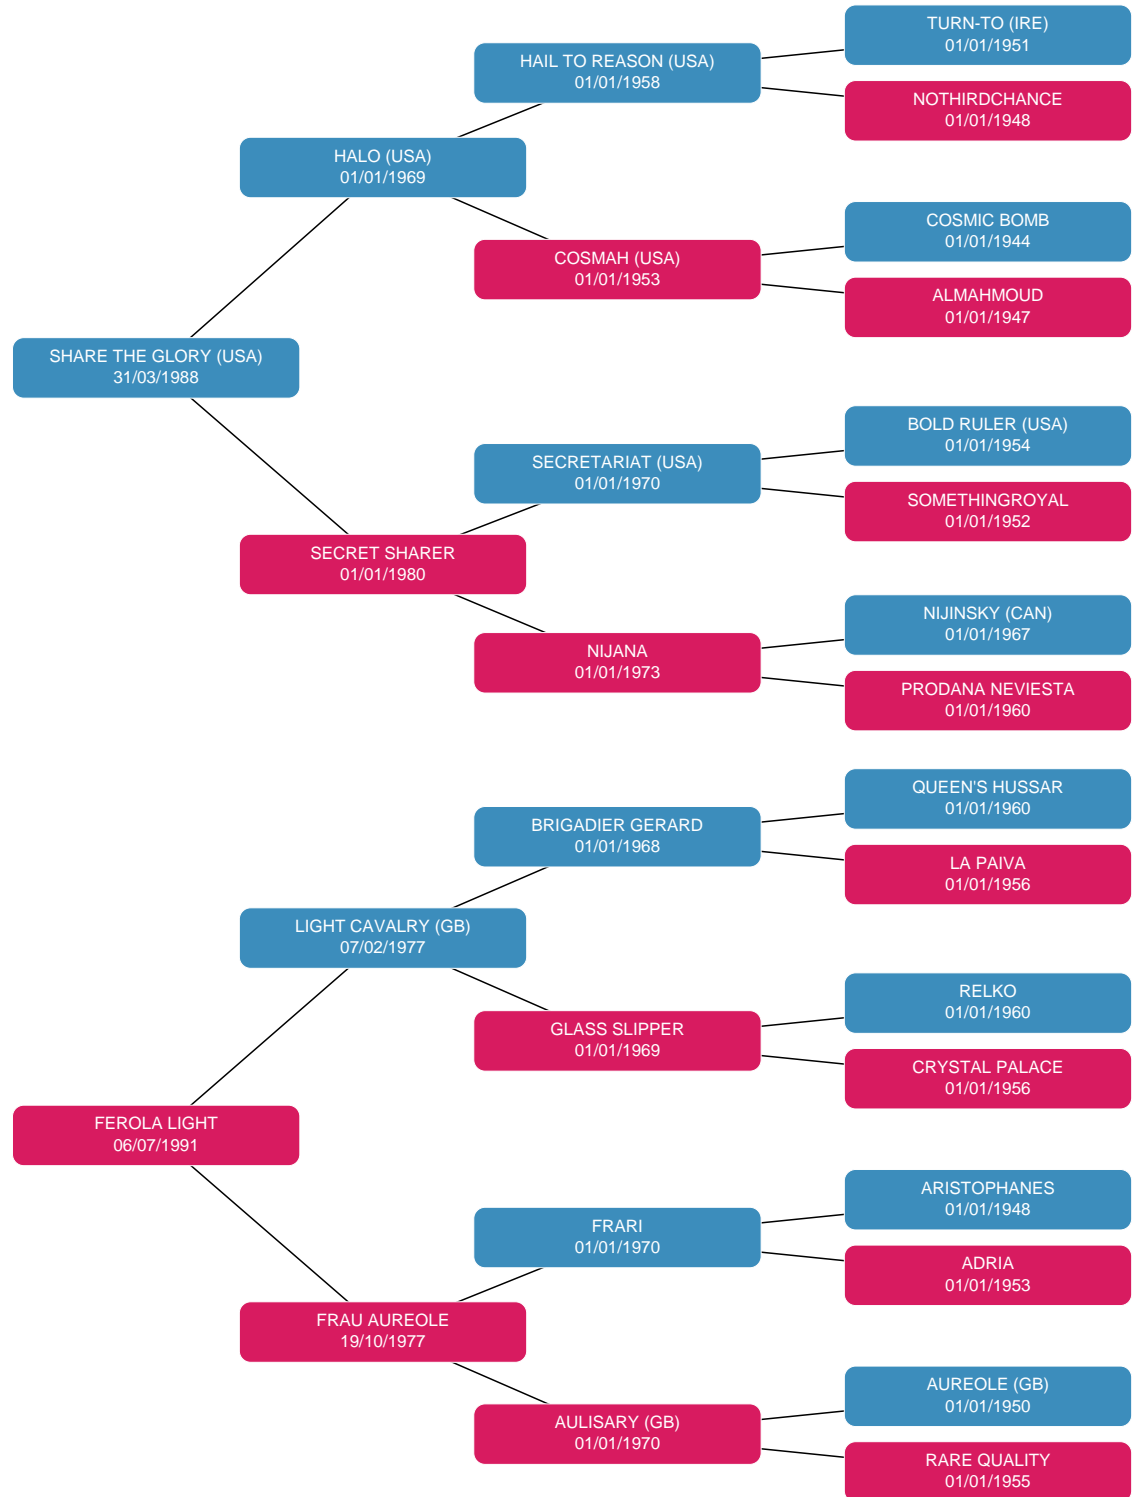 TURN-TO (IRE)
01/01/1951
HAIL TO REASON (USA)
01/01/1958
NOTHIRDCHANCE
01/01/1948
HALO (USA)
01/01/1969
COSMIC BOMB
01/01/1944
COSMAH (USA)
01/01/1953
ALMAHMOUD
01/01/1947
SHARE THE GLORY (USA)
31/03/1988
BOLD RULER (USA)
01/01/1954
SECRETARIAT (USA)
01/01/1970
SOMETHINGROYAL
01/01/1952
SECRET SHARER
01/01/1980
NIJINSKY (CAN)
01/01/1967
NIJANA
01/01/1973
PRODANA NEVIESTA
01/01/1960
QUEEN'S HUSSAR
01/01/1960
BRIGADIER GERARD
01/01/1968
LA PAIVA
01/01/1956
LIGHT CAVALRY (GB)
07/02/1977
RELKO
01/01/1960
GLASS SLIPPER
01/01/1969
CRYSTAL PALACE
01/01/1956
FEROLA LIGHT
06/07/1991
ARISTOPHANES
01/01/1948
FRARI
01/01/1970
ADRIA
01/01/1953
FRAU AUREOLE
19/10/1977
AUREOLE (GB)
01/01/1950
AULISARY (GB)
01/01/1970
RARE QUALITY
01/01/1955